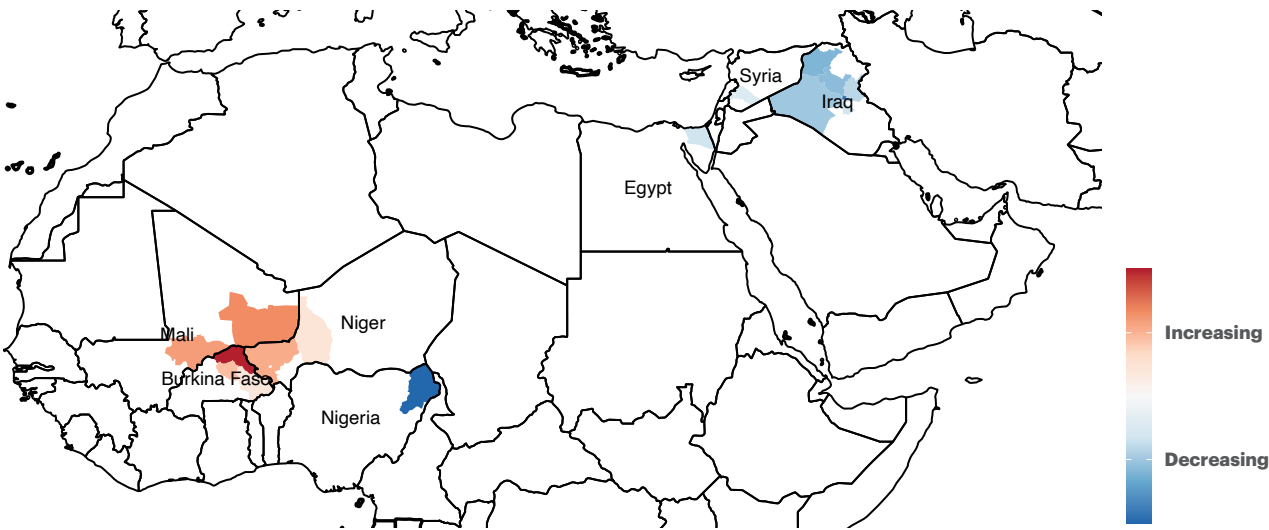 Syria
Iraq
Egypt
Niger
Mali
Burkina Faso
Nigeria
Increasing
Decreasing